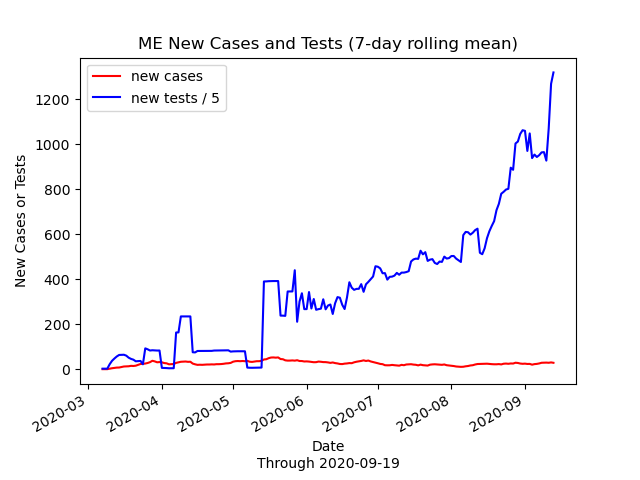 ME New Cases and Tests (7-day rolling mean)
new cases
new tests / 5
New Cases or Tests
1200
1000
800
600
400
200
0
2020-03
2020-04
2020-05
2020-06
2020-07
2020-08
2020-09
Date
Through 2020-09-19